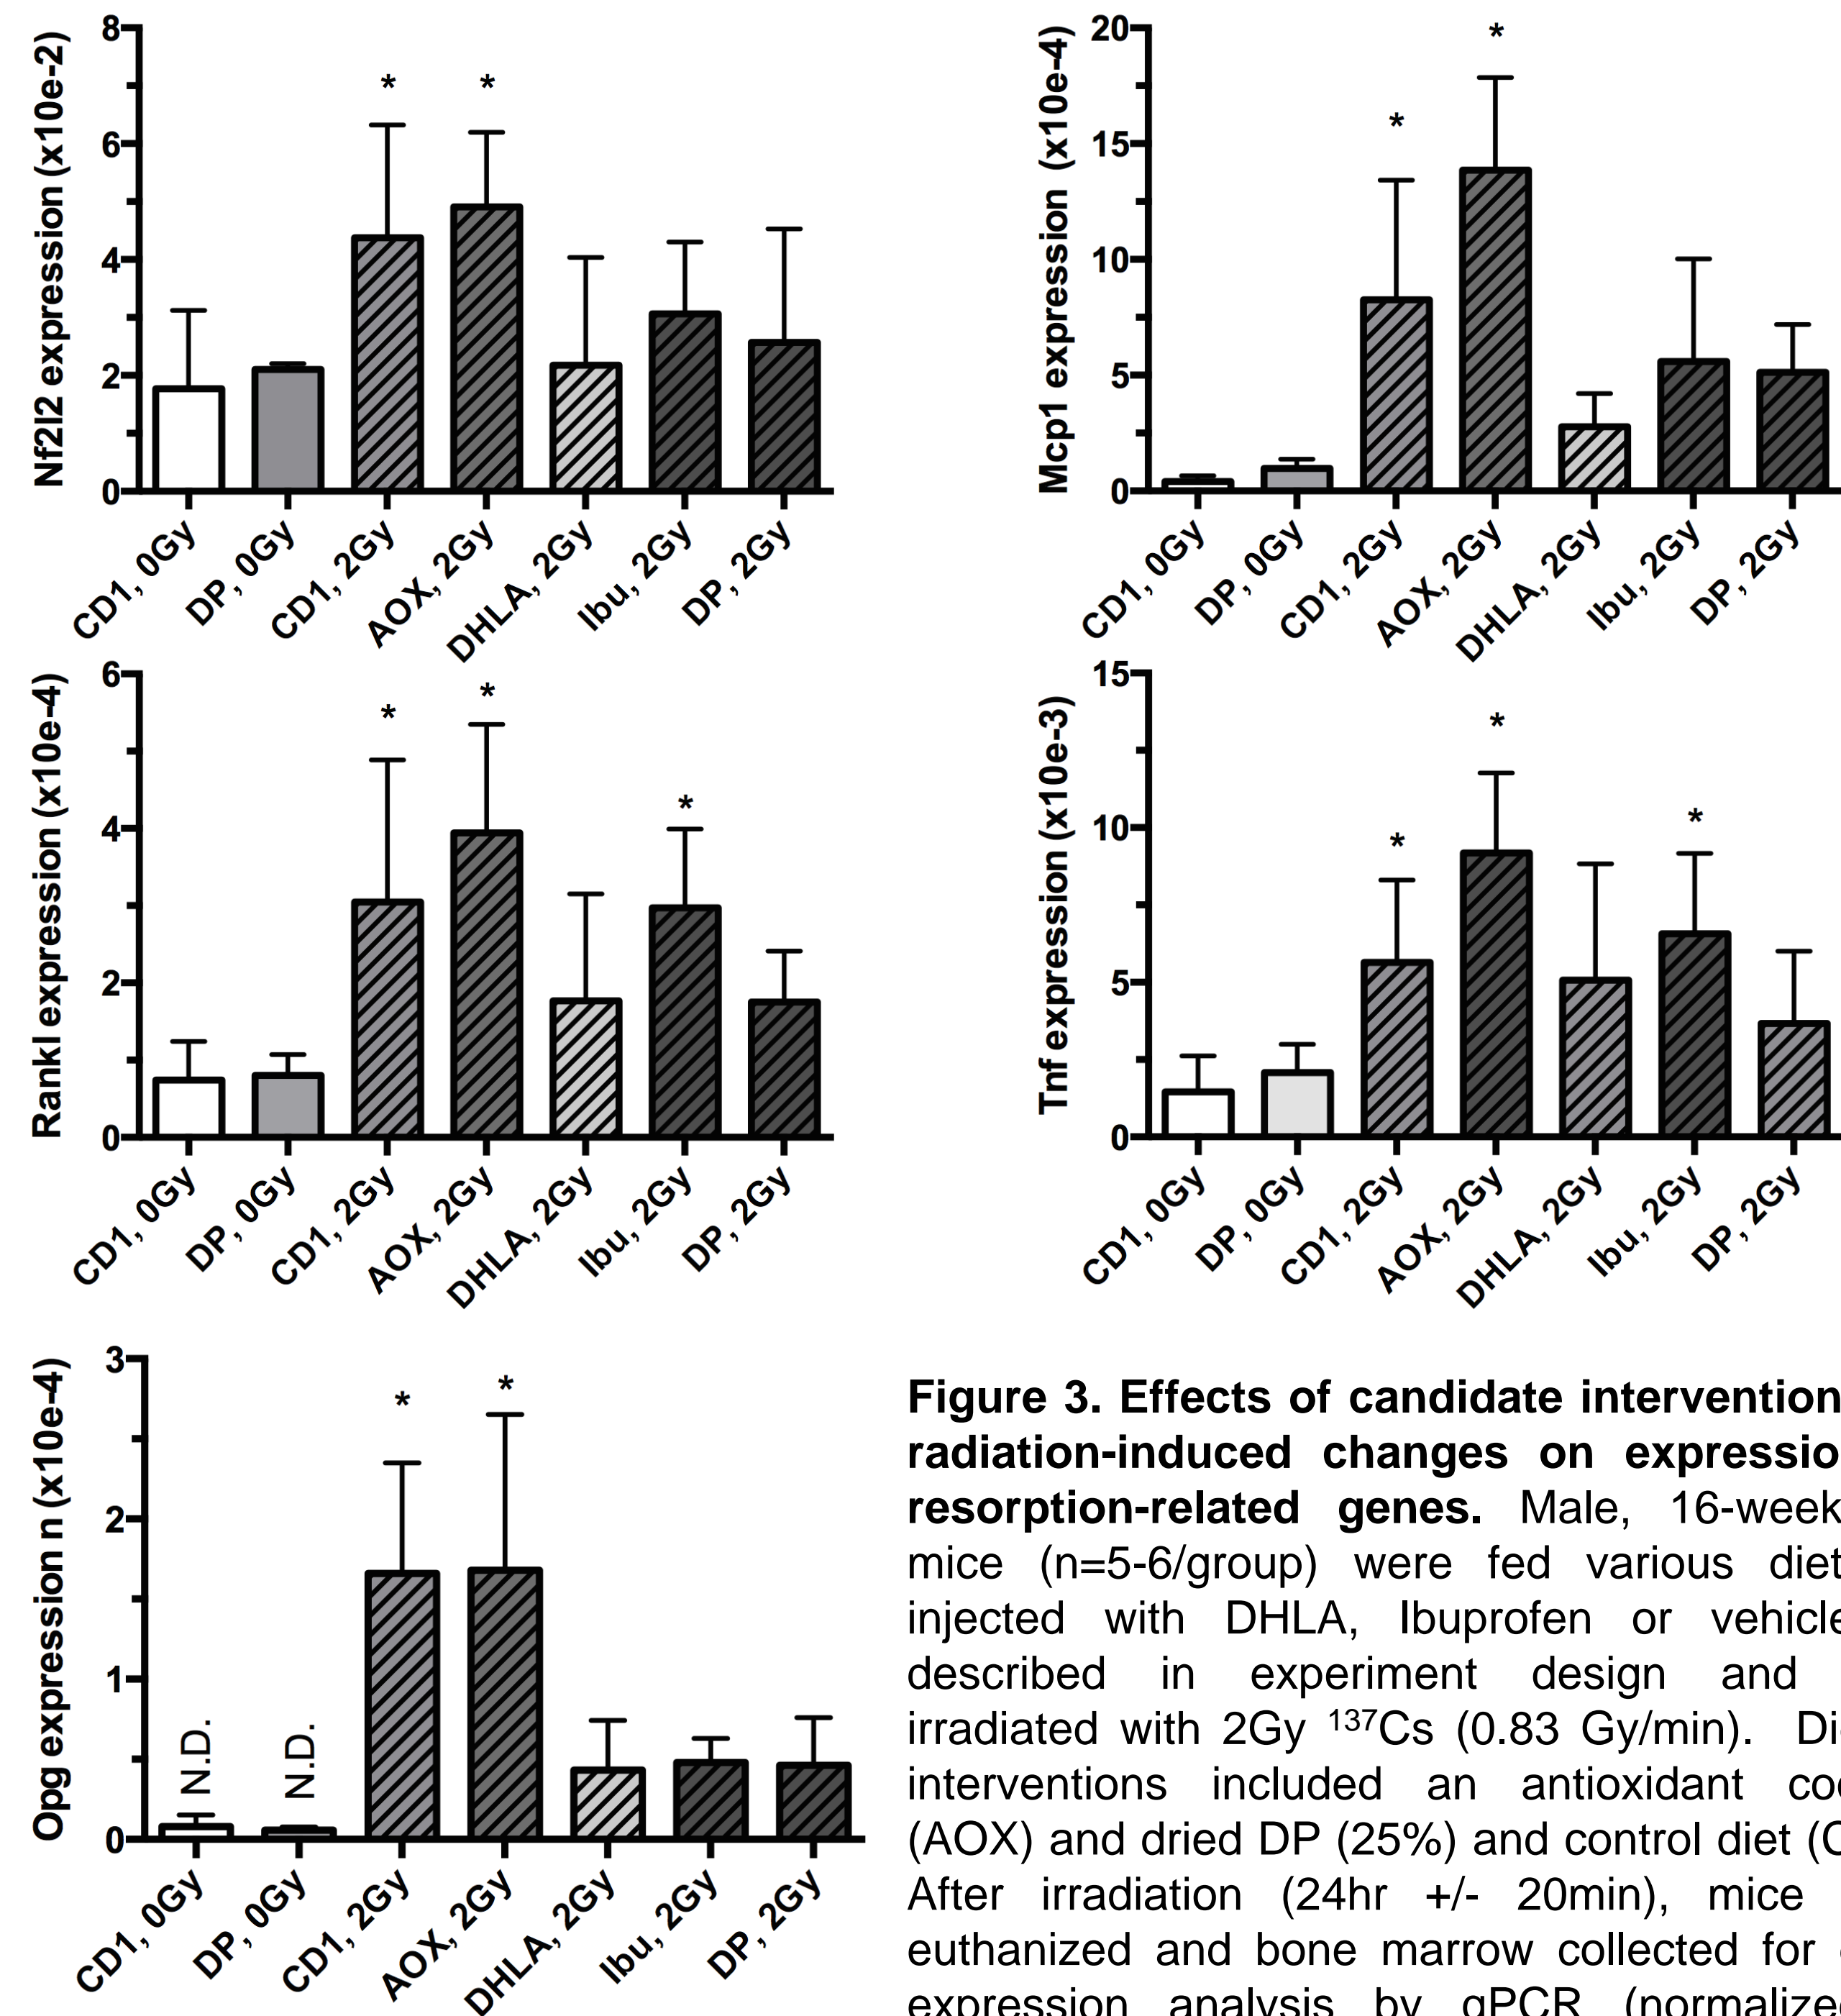 Nf2l2 expression (x10e-2)
8
6
4
2
0
* *
CD1, 0Gy
DP, 0Gy
CD1, 2Gy
AOX, 2Gy
DHLA, 2Gy
Ibu, 2Gy
DP, 2Gy
Mcp1 expression (x10e-4)
20
15
10
5
0
* *
CD1, 0Gy
DP, 0Gy
CD1, 2Gy
AOX, 2Gy
DHLA, 2Gy
Ibu, 2Gy
DP, 2Gy
Rankl expression (x10e-4)
6
4
2
0
* * *
CD1, 0Gy
DP, 0Gy
CD1, 2Gy
AOX, 2Gy
DHLA, 2Gy
Ibu, 2Gy
DP, 2Gy
Tnf expression (x10e-3)
15
10
5
0
* * *
CD1, 0Gy
DP, 0Gy
CD1, 2Gy
AOX, 2Gy
DHLA, 2Gy
Ibu, 2Gy
DP, 2Gy
Opg expression n (x10e-4)
3
2
1
0
N.D.
N.D.
* *
CD1, 0Gy
DP, 0Gy
CD1, 2Gy
AOX, 2Gy
DHLA, 2Gy
Ibu, 2Gy
DP, 2Gy
Figure 3. Effects of candidate intervention
radiation-induced changes on expressio
resorption-related genes. Male, 16-week
mice (n=5-6/group) were fed various diet
injected with DHLA, Ibuprofen or vehicle
described in experiment design and
irradiated with 2Gy ¹³⁷Cs (0.83 Gy/min). Di
interventions included an antioxidant co
(AOX) and dried DP (25%) and control diet (C
After irradiation (24hr +/- 20min), mice
euthanized and bone marrow collected for
expression analysis by qPCR (normalize